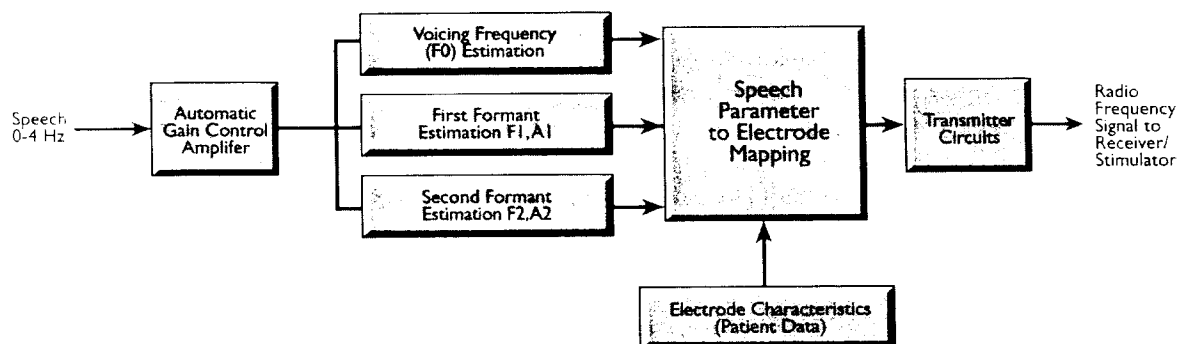 Speech
0-4 Hz
Automatic
Gain Control
Amplifer
Voicing Frequency
(F0) Estimation
First Formant
Estimation F1,A1
Second Formant
Estimation F2,A2
Speech
Parameter
to Electrode
Mapping
Electrode Characteristics
(Patient Data)
Transmitter
Circuits
Radio
Frequency
Signal to
Receiver/
Stimulator